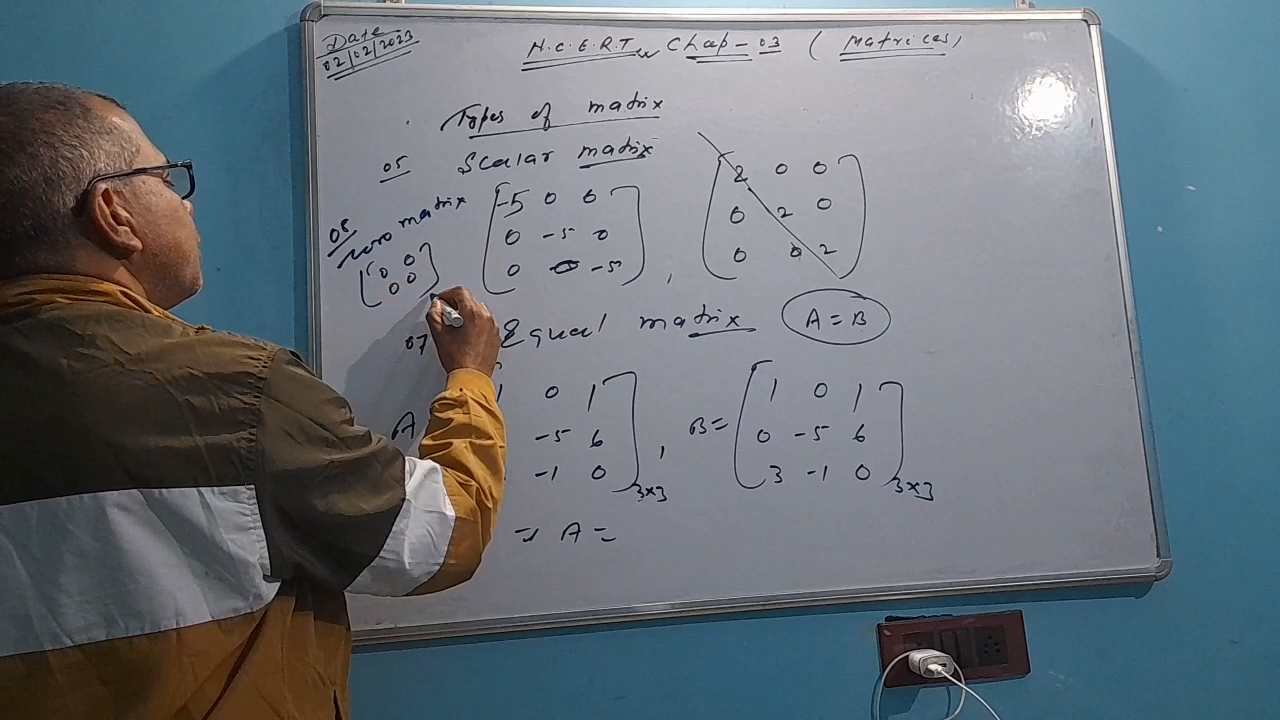 Date
02/02/2023
N.C.E.R.T Chap-03 (Matrices)
Types of matrix
05 Scalar matrix
-5 0 0
0 -5 0
0 0 -5 ,
2 0 0
0 2 0
0 0 2
06
zero matrix
0 0
0 0
07 Equal matrix A=B
A
1 0 1
-5 6
-1 0
3×3 ,
B=
1 0 1
0 -5 6
3 -1 0
3×3
⇒ A =